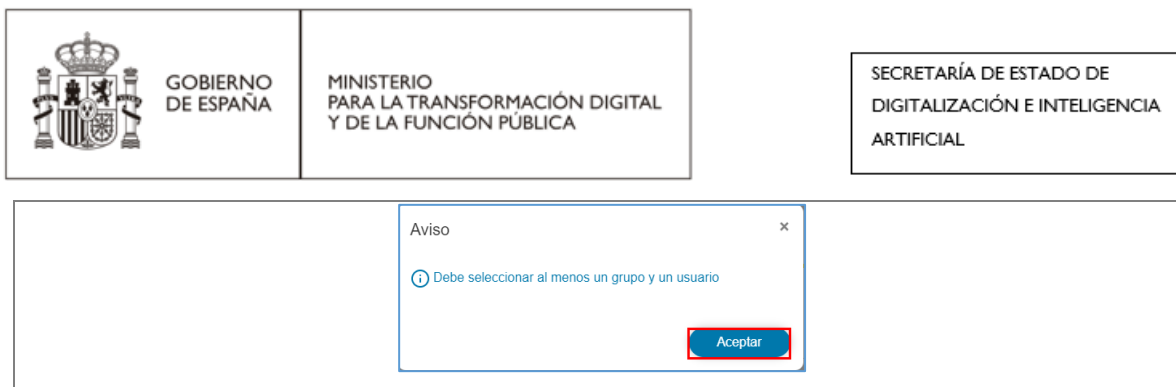 GOBIERNO
DE ESPAÑA
MINISTERIO
PARA LA TRANSFORMACIÓN DIGITAL
Y DE LA FUNCIÓN PÚBLICA
SECRETARÍA DE ESTADO DE
DIGITALIZACIÓN E INTELIGENCIA
ARTIFICIAL
Aviso ×
Debe seleccionar al menos un grupo y un usuario
Aceptar